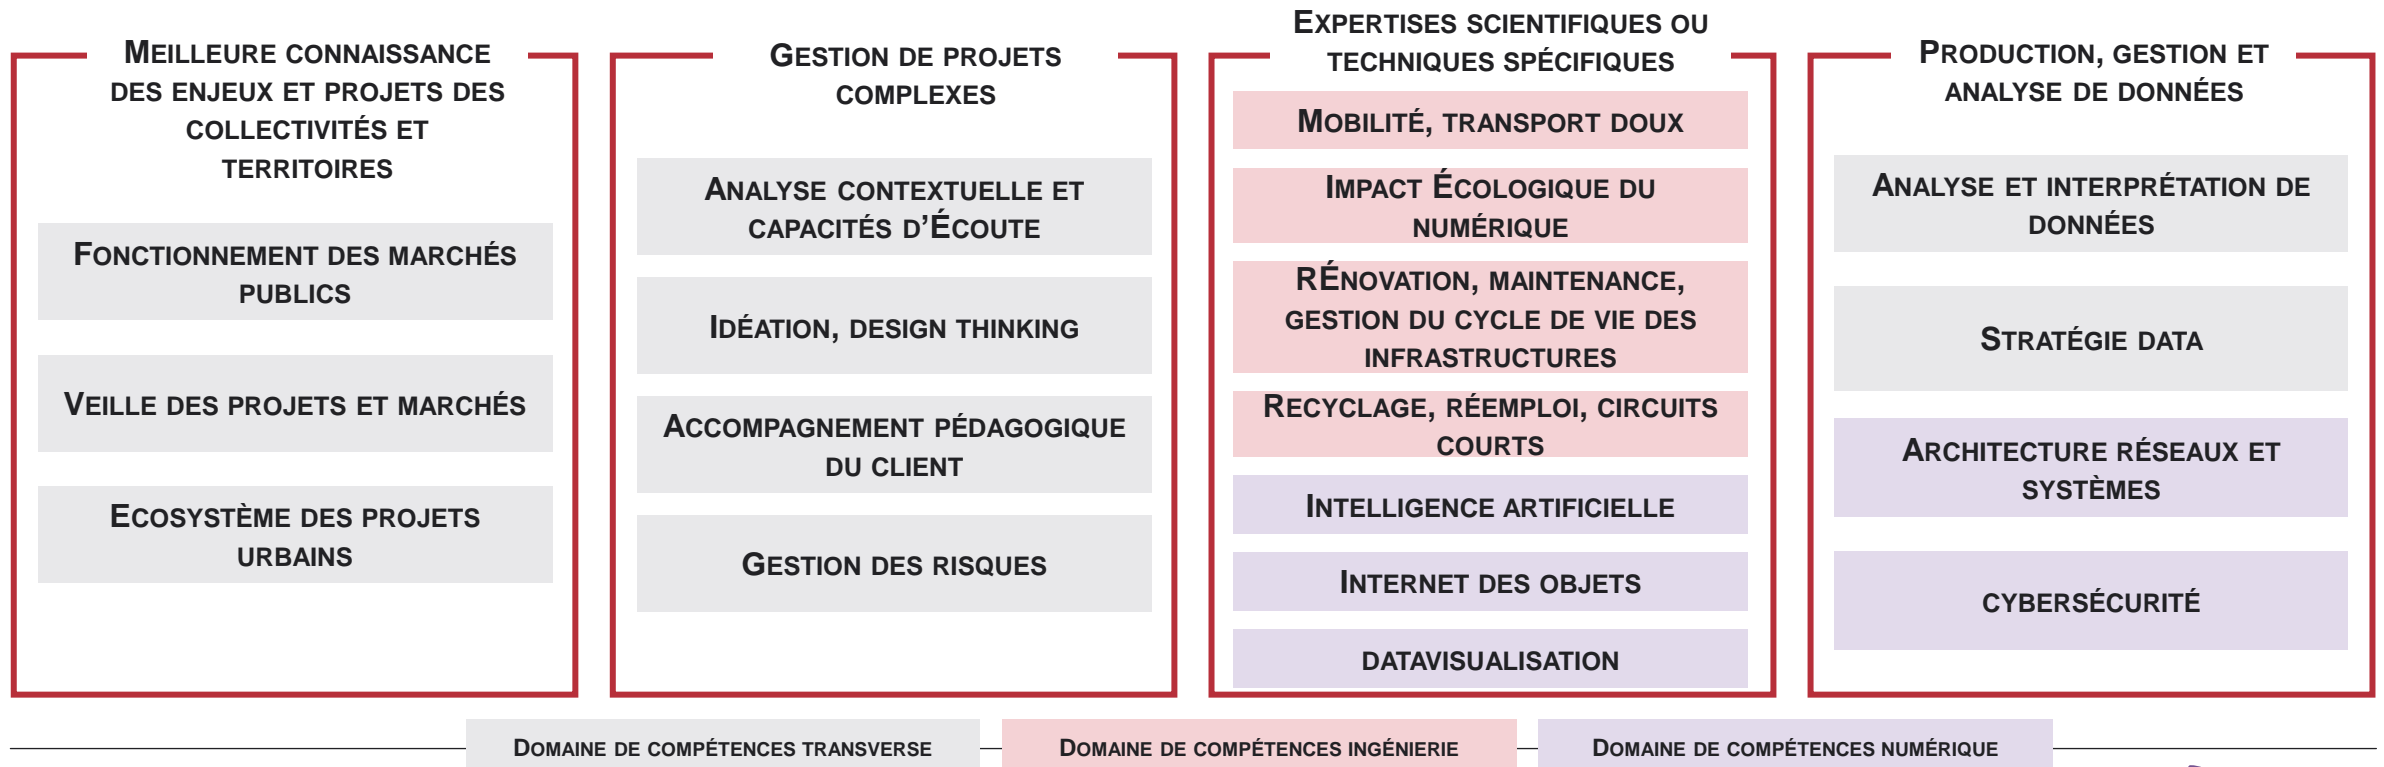 MEILLEURE CONNAISSANCE
DES ENJEUX ET PROJETS DES
COLLECTIVITÉS ET
TERRITOIRES
FONCTIONNEMENT DES MARCHÉS
PUBLICS
VEILLE DES PROJETS ET MARCHÉS
ECOSYSTÈME DES PROJETS
URBAINS
GESTION DE PROJETS
COMPLEXES
ANALYSE CONTEXTUELLE ET
CAPACITÉS D'ÉCOUTE
IDÉATION, DESIGN THINKING
ACCOMPAGNEMENT PÉDAGOGIQUE
DU CLIENT
GESTION DES RISQUES
EXPERTISES SCIENTIFIQUES OU
TECHNIQUES SPÉCIFIQUES
MOBILITÉ, TRANSPORT DOUX
IMPACT ÉCOLOGIQUE DU
NUMÉRIQUE
RÉNOVATION, MAINTENANCE,
GESTION DU CYCLE DE VIE DES
INFRASTRUCTURES
RECYCLAGE, RÉEMPLOI, CIRCUITS
COURTS
INTELLIGENCE ARTIFICIELLE
INTERNET DES OBJETS
DATAVISUALISATION
PRODUCTION, GESTION ET
ANALYSE DE DONNÉES
ANALYSE ET INTERPRÉTATION DE
DONNÉES
STRATÉGIE DATA
ARCHITECTURE RÉSEAUX ET
SYSTÈMES
CYBERSÉCURITÉ
DOMAINE DE COMPÉTENCES TRANSVERSE
DOMAINE DE COMPÉTENCES INGÉNIERIE
DOMAINE DE COMPÉTENCES NUMÉRIQUE